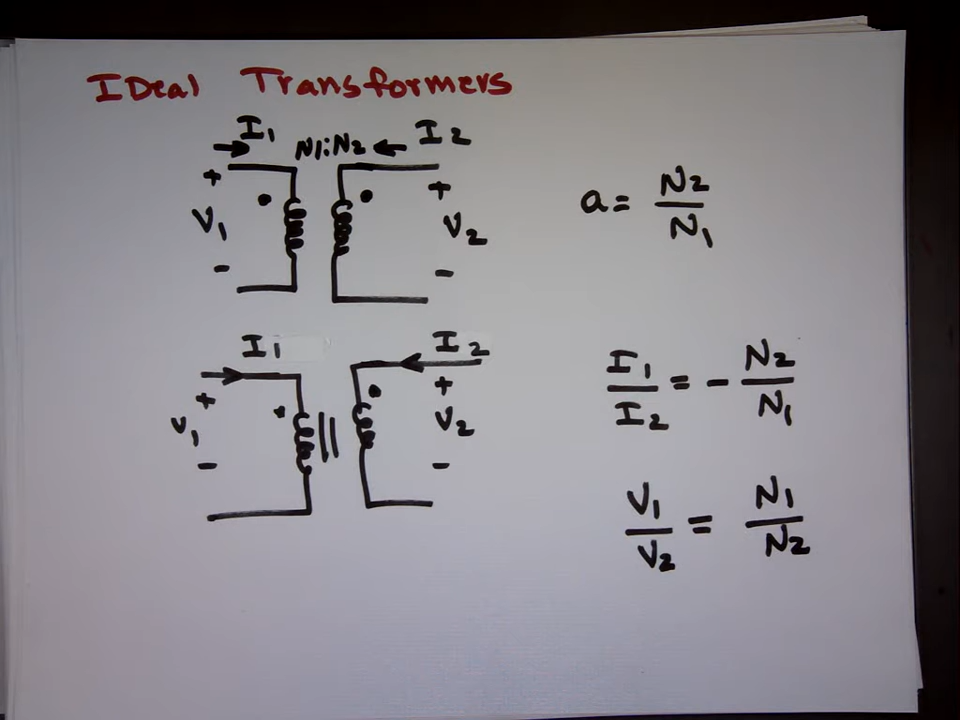 IDeal Transformers
I1 N1:N2 I2
+ +
V1 V2
- -
a = N2/N1
I1 I2
+ +
V1 V2
- -
I1/I2 = - N2/N1
V1/V2 = N1/N2